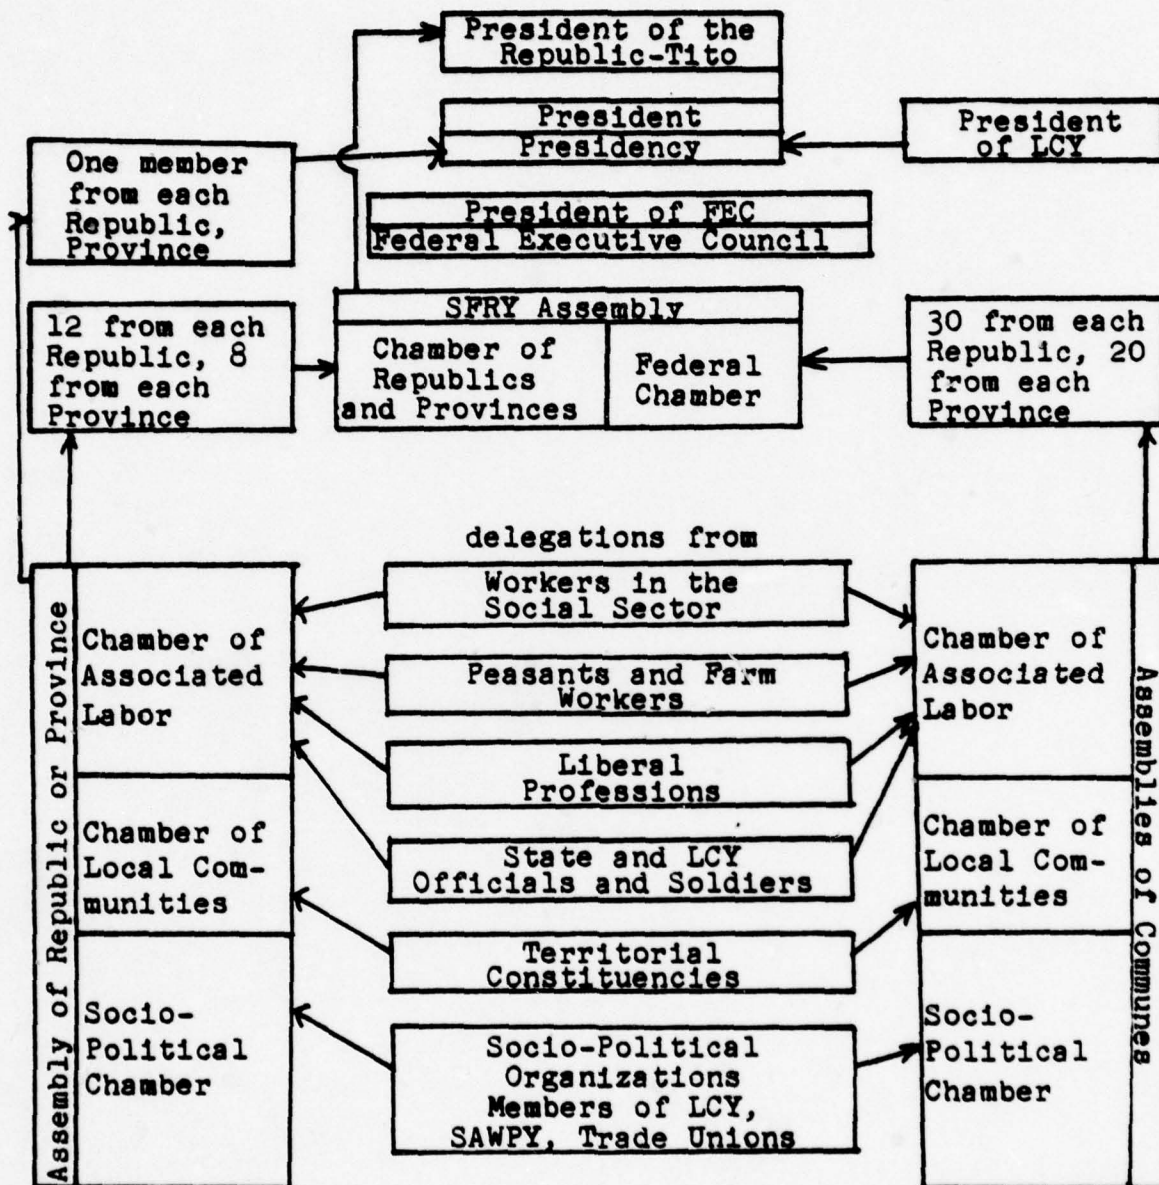 President of the
Republic-Tito
President
Presidency
President
of LCY
One member
from each
Republic,
Province
President of FEC
Federal Executive Council
12 from each
Republic, 8
from each
Province
SFRY Assembly
Chamber of
Republics
and Provinces
Federal
Chamber
30 from each
Republic, 20
from each
Province
delegations from
Assembly of Republic or Province
Chamber of
Associated
Labor
Chamber of
Local Com-
munities
Socio-
Political
Chamber
Workers in the
Social Sector
Peasants and Farm
Workers
Liberal
Professions
State and LCY
Officials and Soldiers
Territorial
Constituencies
Socio-Political
Organizations
Members of LCY,
SAWPY, Trade Unions
Chamber of
Associated
Labor
Chamber of
Local Com-
munities
Socio-
Political
Chamber
Assemblies of Communes